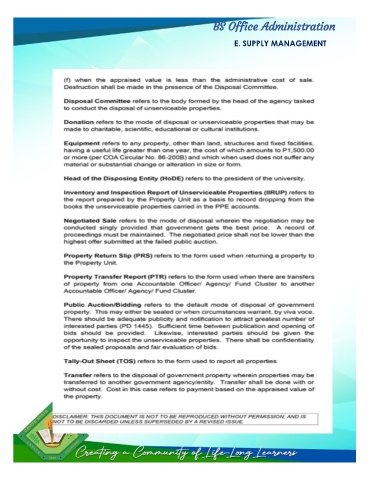 BS Office Administration
E. SUPPLY MANAGEMENT
(f) when the appraised value is less than the administrative cost of sale.
Destruction shall be made in the presence of the Disposal Committee.
Disposal Committee refers to the body formed by the head of the agency tasked
to conduct the disposal of unserviceable properties.
Donation refers to the mode of disposal or unserviceable properties that may be
made to charitable, scientific, educational or cultural institutions.
Equipment refers to any property, other than land, structures and fixed facilities,
having a useful life greater than one year, the cost of which amounts to P1,500.00
or more (per COA Circular No. 86-200B) and which when used does not suffer any
material or substantial change or alteration in size or form.
Head of the Disposing Entity (HoDE) refers to the president of the university.
Inventory and Inspection Report of Unserviceable Properties (IIRUP) refers to
the report prepared by the Property Unit as a basis to record dropping from the
books the unserviceable properties carried in the PPE accounts.
Negotiated Sale refers to the mode of disposal wherein the negotiation may be
conducted singly provided that government gets the best price. A record of
proceedings must be maintained. The negotiated price shall not be lower than the
highest offer submitted at the failed public auction.
Property Return Slip (PRS) refers to the form used when returning a property to
the Property Unit.
Property Transfer Report (PTR) refers to the form used when there are transfers
of property from one Accountable Officer/ Agency/ Fund Cluster to another
Accountable Officer/ Agency/ Fund Cluster.
Public Auction/Bidding refers to the default mode of disposal of government
property. This may either be sealed or when circumstances warrant, by viva voce.
There should be adequate publicity and notification to attract greatest number of
interested parties (PD 1445). Sufficient time between publication and opening of
bids should be provided. Likewise, interested parties should be given the
opportunity to inspect the unserviceable properties. There shall be confidentiality
of the sealed proposals and fair evaluation of bids.
Tally-Out Sheet (TOS) refers to the form used to report all properties
Transfer refers to the disposal of government property wherein properties may be
transferred to another government agency/entity. Transfer shall be done with or
without cost. Cost in this case refers to payment based on the appraised value of
the property.
DISCLAIMER: THIS DOCUMENT IS NOT TO BE REPRODUCED WITHOUT PERMISSION, AND IS
NOT TO BE DISCARDED UNLESS SUPERSEDED BY A REVISED ISSUE.
Creating a Community of Life-Long Learners